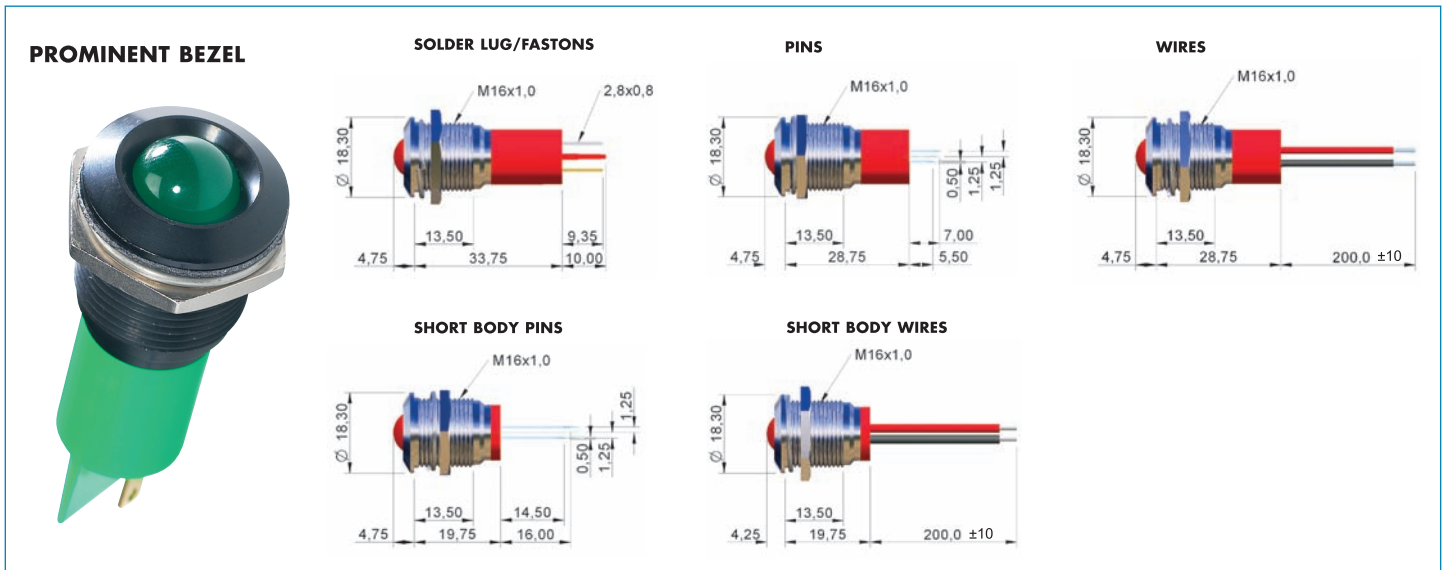 PROMINENT BEZEL
SOLDER LUG/FASTONS
M16x1,0
2,8x0,8
Ø 18,30
13,50
9,35
4,75
33,75
10,00
PINS
M16x1,0
Ø 18,30
0,50
1,25
1,25
13,50
7,00
4,75
28,75
5,50
WIRES
M16x1,0
Ø 18,30
13,50
4,75
28,75
200,0 ±10
SHORT BODY PINS
M16x1,0
Ø 18,30
1,25
0,50
1,25
13,50
14,50
4,75
19,75
16,00
SHORT BODY WIRES
M16x1,0
Ø 18,30
13,50
4,25
19,75
200,0 ±10